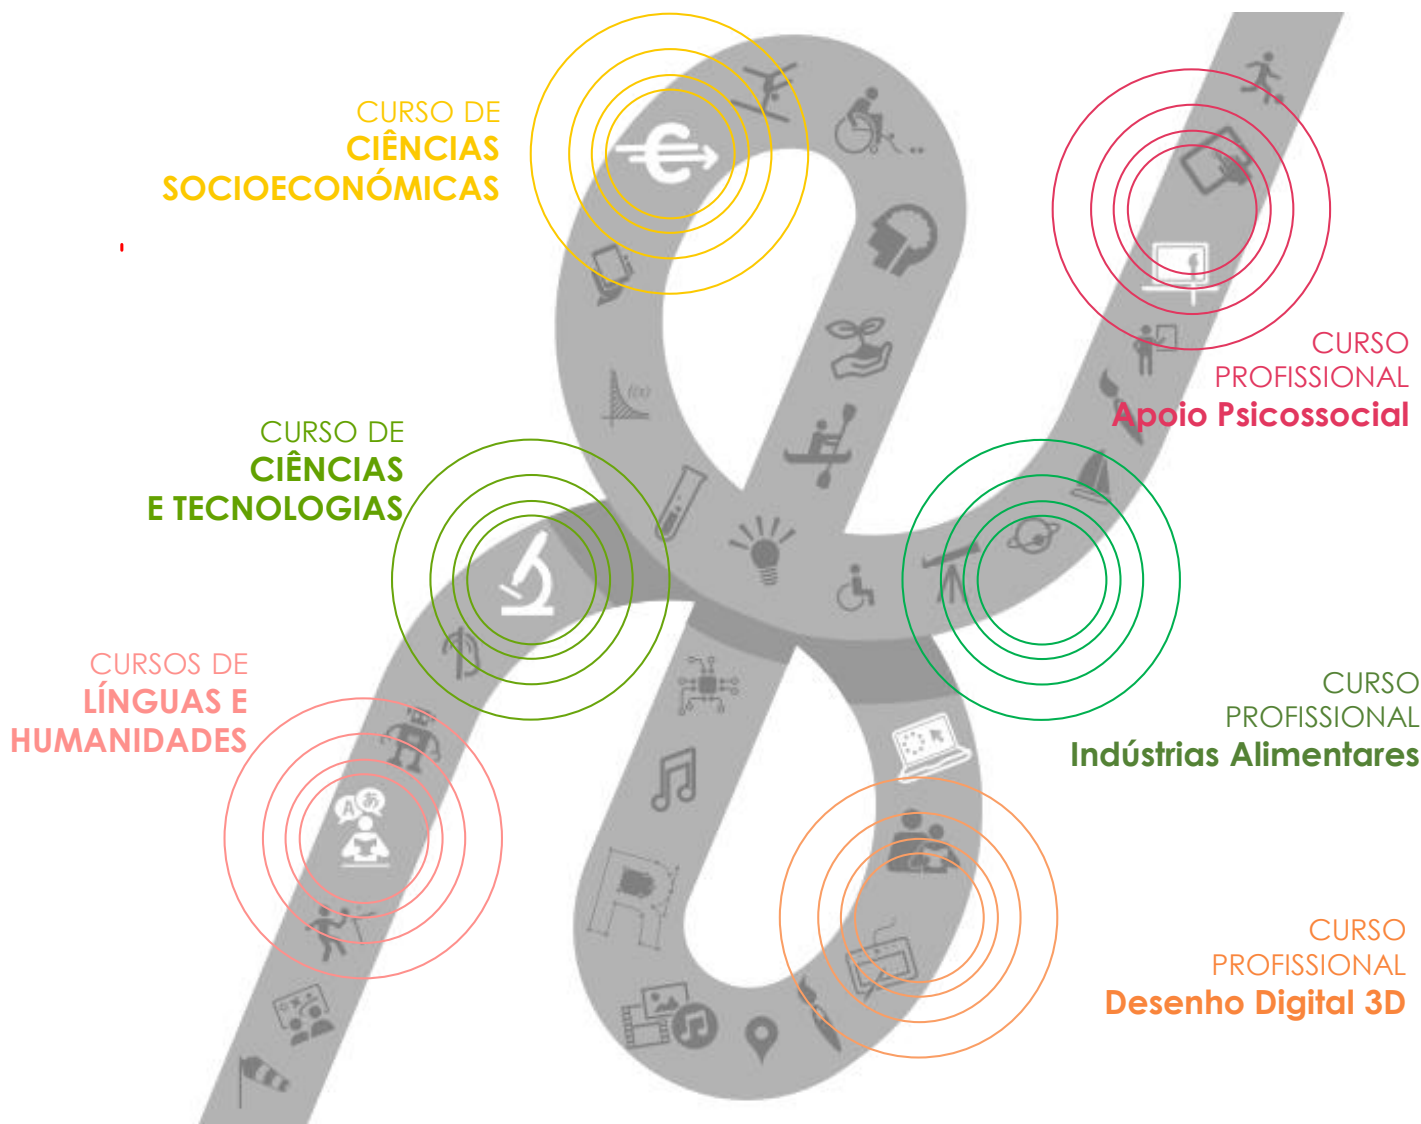 CURSO DE
CIÊNCIAS
SOCIOECONÓMICAS
CURSO
PROFISSIONAL
Apoio Psicossocial
f(x)
CURSO DE
CIÊNCIAS
E TECNOLOGIAS
CURSOS DE
LÍNGUAS E
HUMANIDADES
CURSO
PROFISSIONAL
Indústrias Alimentares
A あ
R
CURSO
PROFISSIONAL
Desenho Digital 3D